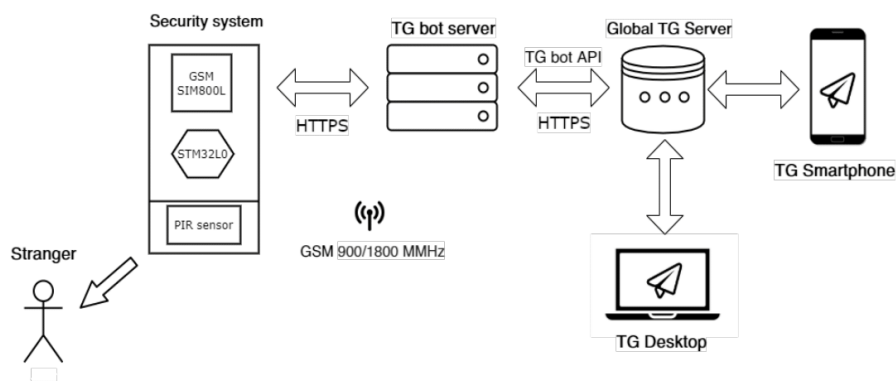 Security system
GSM
SIM800L
STM32L0
PIR sensor
Stranger
HTTPS
TG bot server
GSM 900/1800 MMHz
TG bot API
HTTPS
Global TG Server
TG Smartphone
TG Desktop